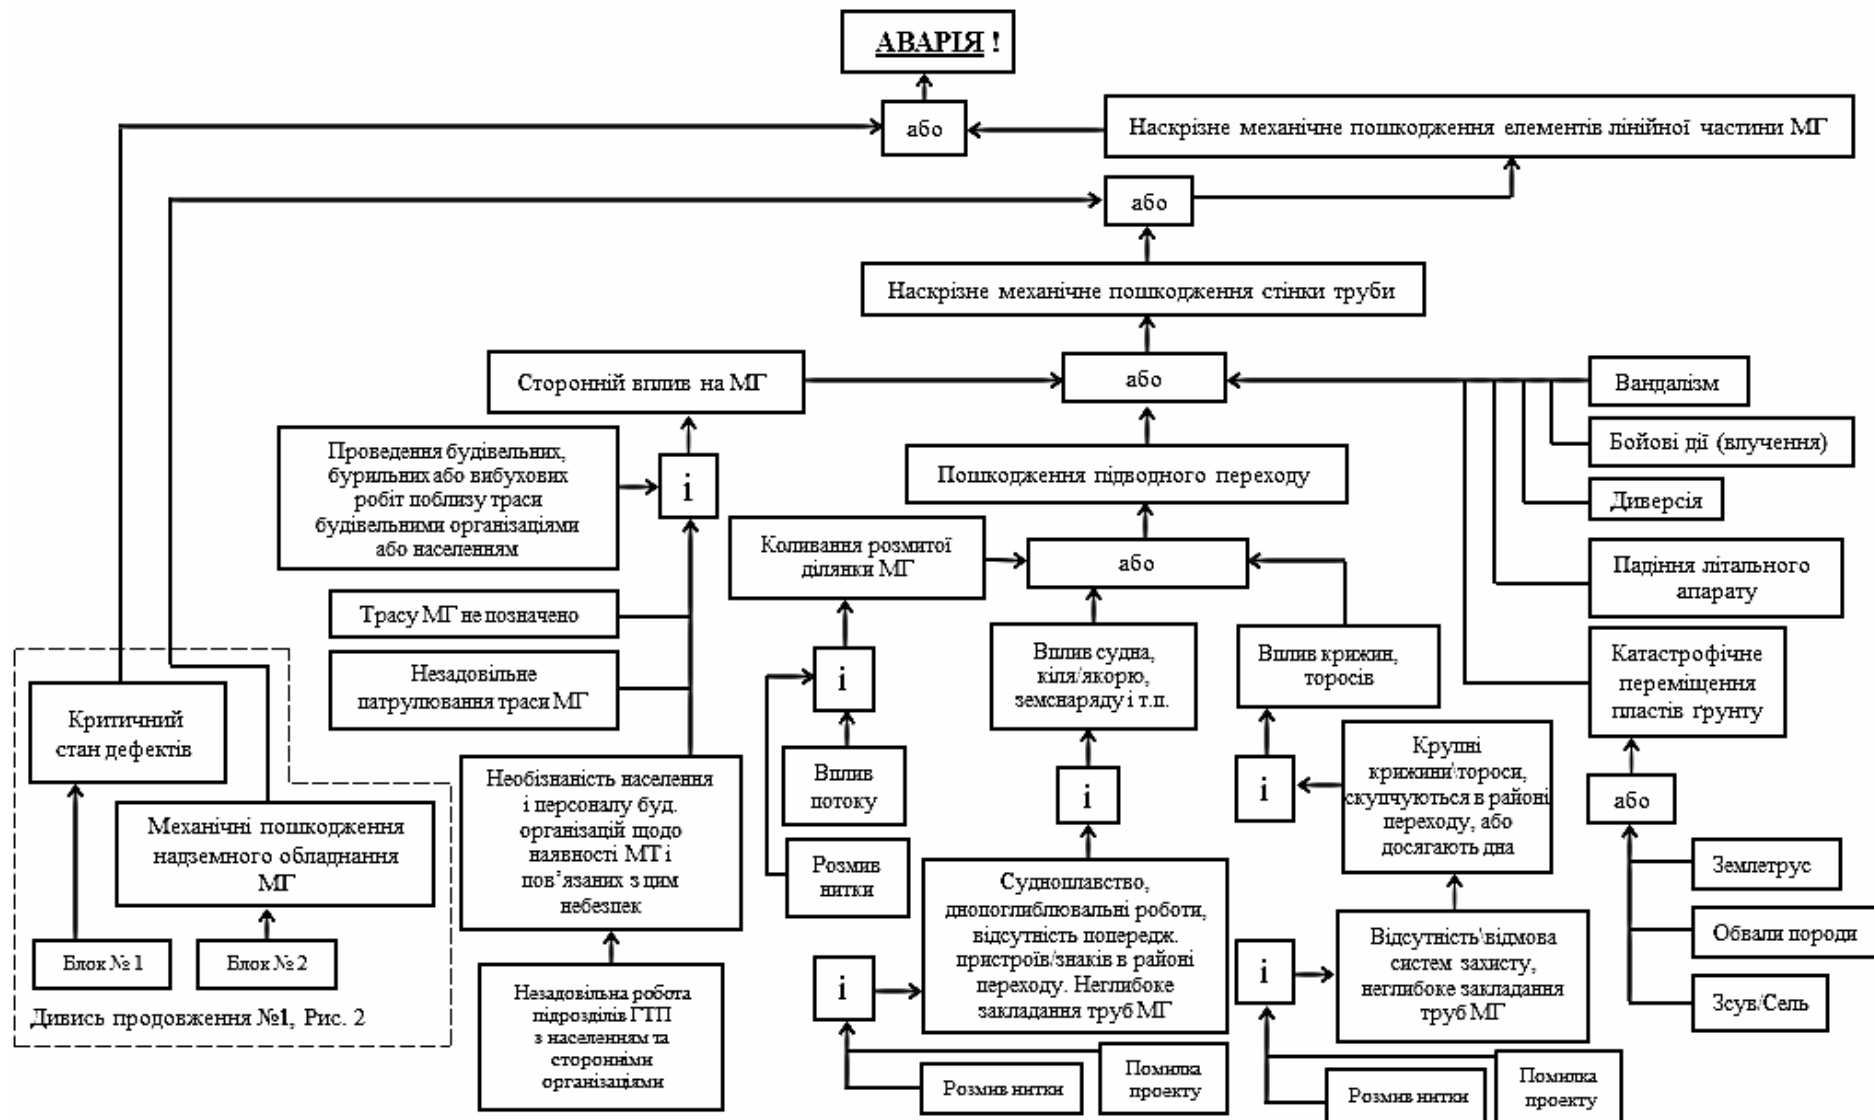 АВАРІЯ !
або
Наскрізне механічне пошкодження елементів лінійної частини МГ
або
Наскрізне механічне пошкодження стінки труби
Сторонній вплив на МГ
або
Вандалізм
Проведення будівельних,
бурильних або вибухових
робіт поблизу траси
будівельними організаціями
або населенням
і
Пошкодження підводного переходу
Бойові дії (влучення)
Диверсія
Коливання розмитої
ділянки МГ
або
Падіння літального
апарату
Трасу МГ не позначено
Незадовільне
патрулювання траси МГ
і
Вплив судна,
кіля/якорю,
земснаряду і т.п.
Вплив крижин,
торосів
Катастрофічне
переміщення
пластів ґрунту
Критичний
стан дефектів
Необізнаність населення
і персоналу буд.
організацій щодо
наявності МТ і
пов’язаних з цим
небезпек
Вплив
потоку
і
і
Крупні
крижини\тороси,
скупчуються в районі
переходу, або
досягають дна
або
Механічні пошкодження
надземного обладнання
МГ
Розмив
нитки
Судноплавство,
днопоглиблювальні роботи,
відсутність попередж.
пристроїв/знаків в районі
переходу. Неглибоке
закладання труб МГ
Землетрус
Обвали породи
Зсув/Сель
Блок №1
Блок №2
Дивись продовження №1, Рис. 2
Незадовільна робота
підрозділів ГТП
з населенням та
сторонніми
організаціями
і
і
Відсутність\відмова
систем захисту,
неглибоке закладання
труб МГ
Розмив нитки
Помилка
проекту
Розмив нитки
Помилка
проекту